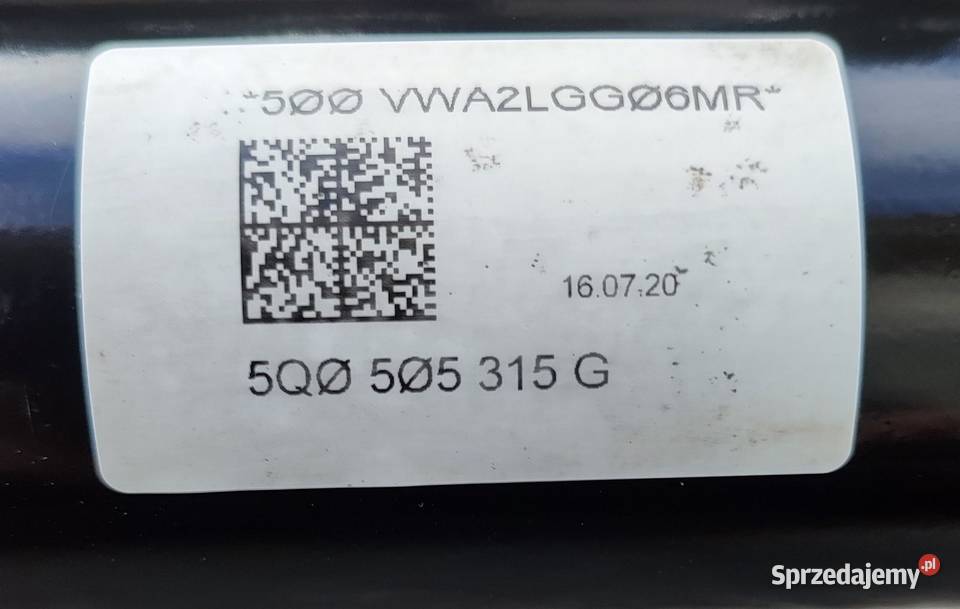 *5ØØ VWA2LGGØ6MR*
16.07.20
5QØ 5Ø5 315 G
Sprzedajemy.pl